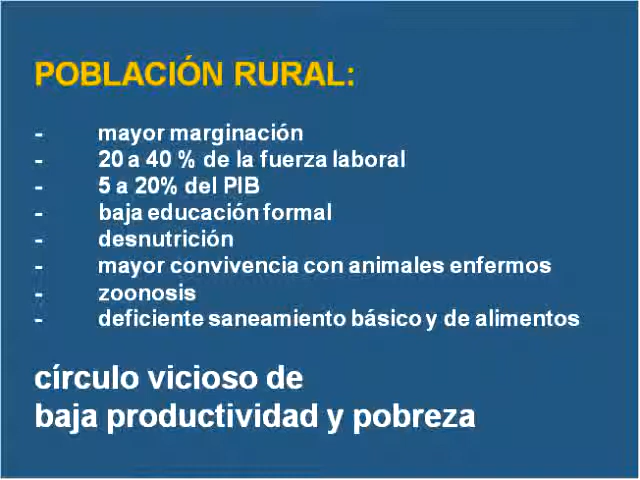 POBLACIÓN RURAL:
- mayor marginación
- 20 a 40 % de la fuerza laboral
- 5 a 20% del PIB
- baja educación formal
- desnutrición
- mayor convivencia con animales enfermos
- zoonosis
- deficiente saneamiento básico y de alimentos
círculo vicioso de
baja productividad y pobreza